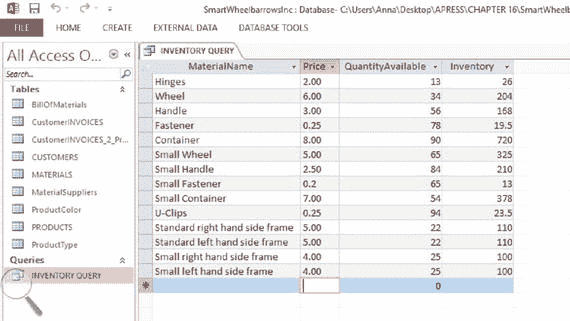 SmartWheelbarrowsInc : Database- C:\Users\Anna\Desktop\APRESS\CHAPTER 16\SmartWheelb
FILE HOME CREATE EXTERNAL DATA DATABASE TOOLS
All Access O...
Search...
Tables
BillOfMaterials
CustomerINVOICES
CustomerINVOICES_2_Pr...
CUSTOMERS
MATERIALS
MaterialSuppliers
ProductColor
PRODUCTS
ProductType
Queries
INVENTORY QUERY
INVENTORY QUERY
MaterialName Price QuantityAvailable Inventory
Hinges 2.00 13 26
Wheel 6.00 34 204
Handle 3.00 56 168
Fastener 0.25 78 19.5
Container 8.00 90 720
Small Wheel 5.00 65 325
Small Handle 2.50 84 210
Small Fastener 0.2 65 13
Small Container 7.00 54 378
U-Clips 0.25 94 23.5
Standard right hand side frame 5.00 22 110
Standard left hand side frame 5.00 22 110
Small right hand side frame 4.00 25 100
Small left hand side frame 4.00 25 100
0